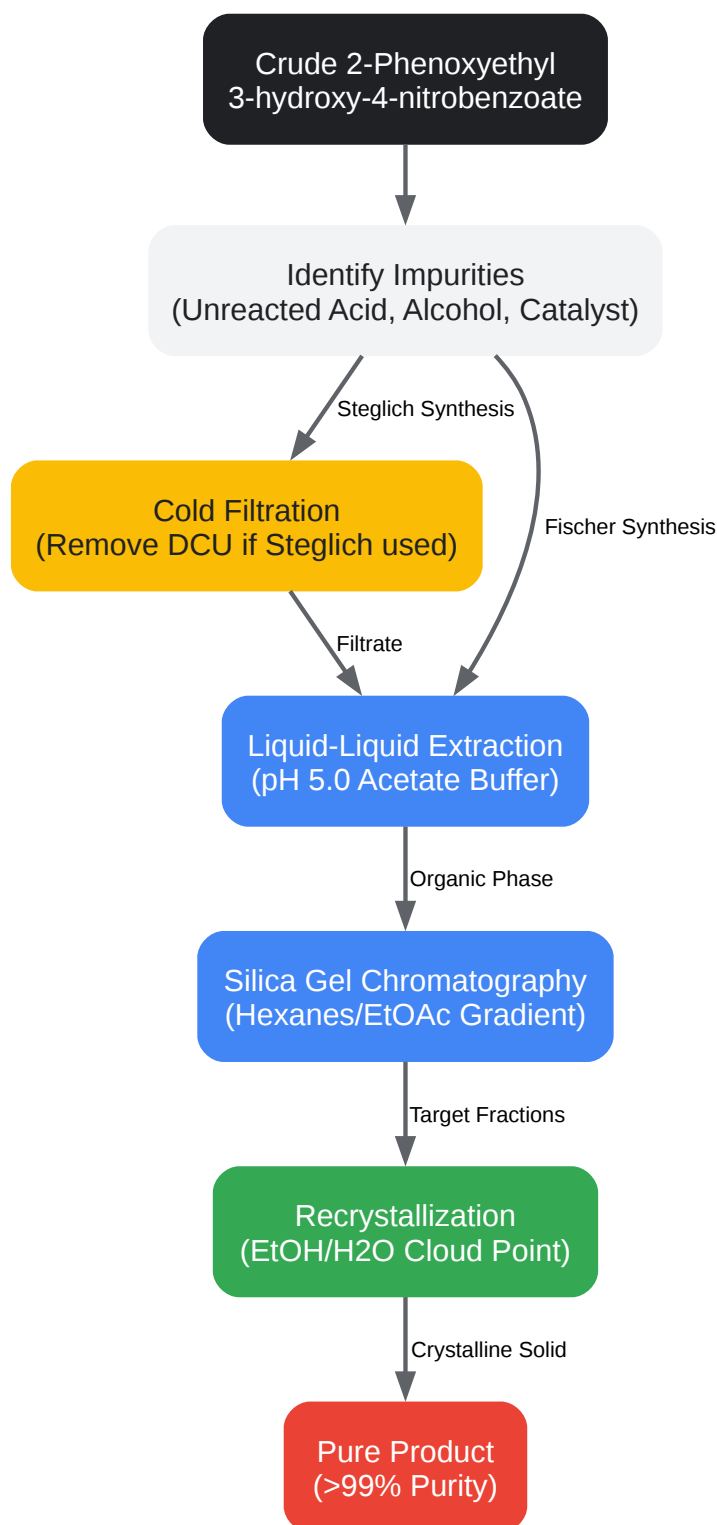 Crude 2-Phenoxyethyl
3-hydroxy-4-nitrobenzoate
Identify Impurities
(Unreacted Acid, Alcohol, Catalyst)
Steglich Synthesis
Cold Filtration
(Remove DCU if Steglich used)
Fischer Synthesis
Filtrate
Liquid-Liquid Extraction
(pH 5.0 Acetate Buffer)
Organic Phase
Silica Gel Chromatography
(Hexanes/EtOAc Gradient)
Target Fractions
Recrystallization
(EtOH/H2O Cloud Point)
Crystalline Solid
Pure Product
(>99% Purity)